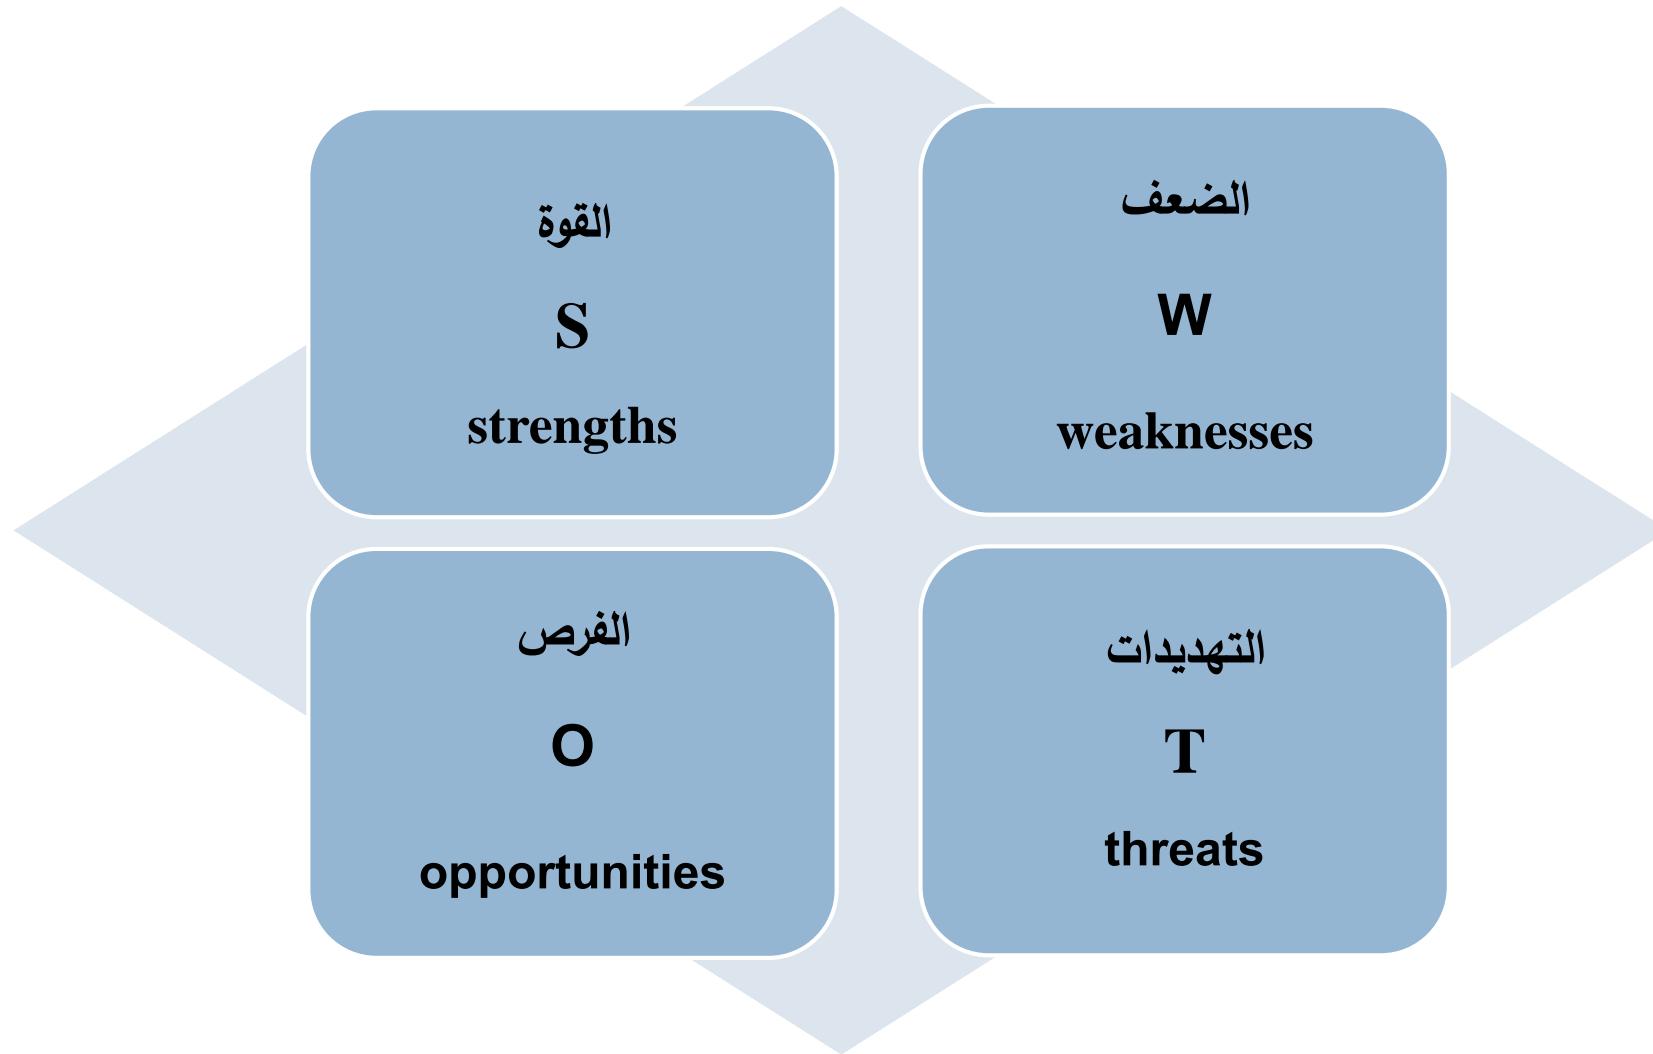 القوة
S
strengths
الضعف
W
weaknesses
الفرص
O
opportunities
التهديدات
T
threats